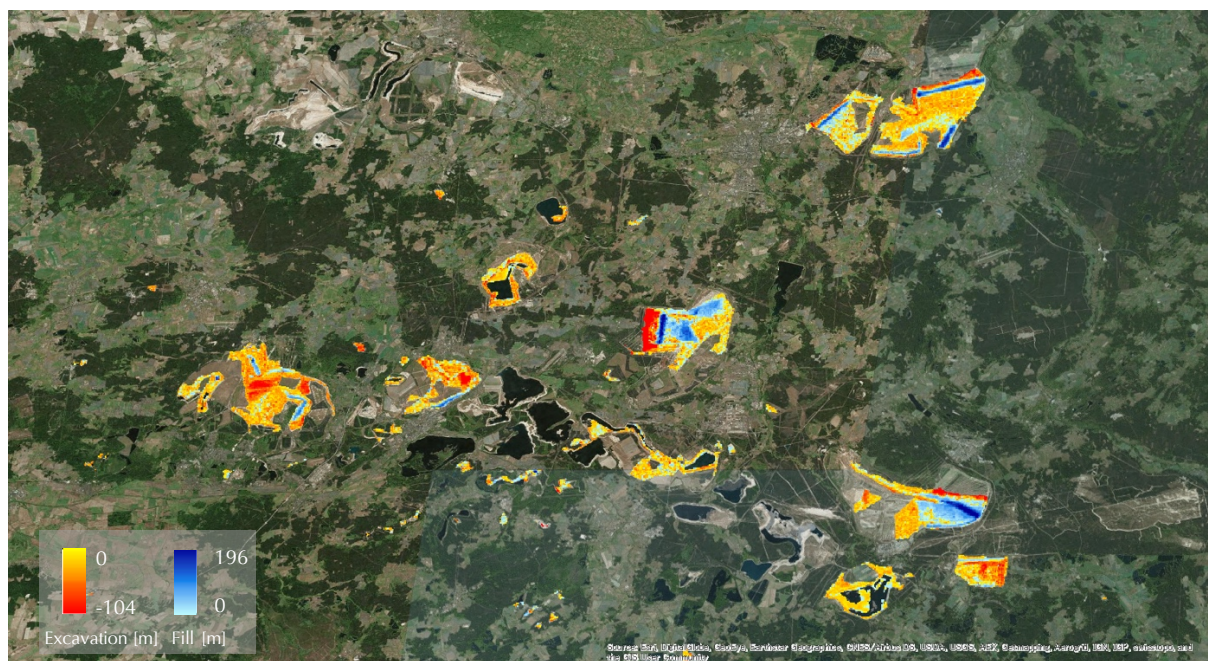 0
196
-104
0
Excavation [m] Fill [m]
Source: Esri, DigitalGlobe, GeoEye, Earthstar Geographics, CNES/Airbus DS, USDA, USGS, AEX, Getmapping, Aerogrid, IGN, IGP, swisstopo, and
the GIS User Community